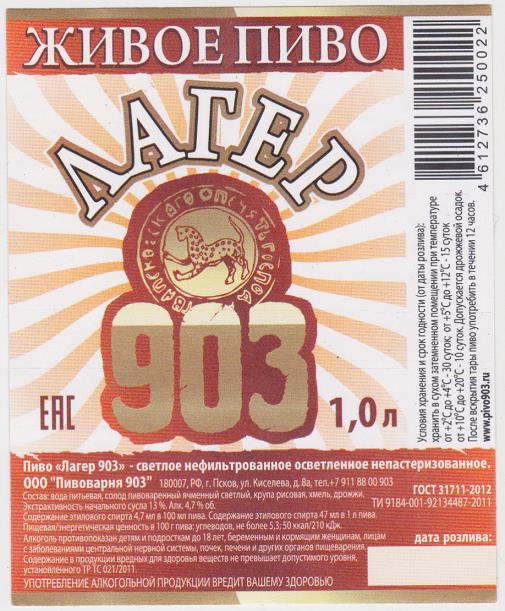 ЖИВОЕ ПИВО
ЛАГЕР
903
ЕАС
1,0 л
4 612736 250022
Условия хранения и срок годности (от даты розлива):
хранить в сухом затемненном помещении при температуре
от +2°С до +4°С - 30 суток; от +5°С до +12°С - 15 суток
от +10°С до +20°С - 10 суток. Допускается дрожжевой осадок.
После вскрытия тары пиво употребить в течении 12 часов.
www.pivo903.ru
Пиво «Лагер 903» - светлое нефильтрованное осветленное непастеризованное.
ООО "Пивоварня 903" 180007, РФ, г. Псков, ул. Киселева, д. 8а, тел.+7 911 88 00 903
Состав: вода питьевая, солод пивоваренный ячменный светлый, крупа рисовая, хмель, дрожжи.
Экстрактивность начального сусла 13 %. Алк. 4,7 % об.
Содержание этилового спирта 4,7 мл в 100 мл пива. Содержание этилового спирта 47 мл в 1 л пива.
Пищевая/энергетическая ценность в 100 г пива: углеводов, не более 5,3; 50 ккал/210 кДж.
Алкоголь противопоказан детям и подросткам до 18 лет, беременным и кормящим женщинам, лицам
с заболеваниями центральной нервной системы, почек, печени и других органов пищеварения.
Содержание в продукции вредных для здоровья веществ не превышает допустимого уровня,
установленного ТР ТС 021/2011.
УПОТРЕБЛЕНИЕ АЛКОГОЛЬНОЙ ПРОДУКЦИИ ВРЕДИТ ВАШЕМУ ЗДОРОВЬЮ
ГОСТ 31711-2012
ТИ 9184-001-92134487-2011
дата розлива: